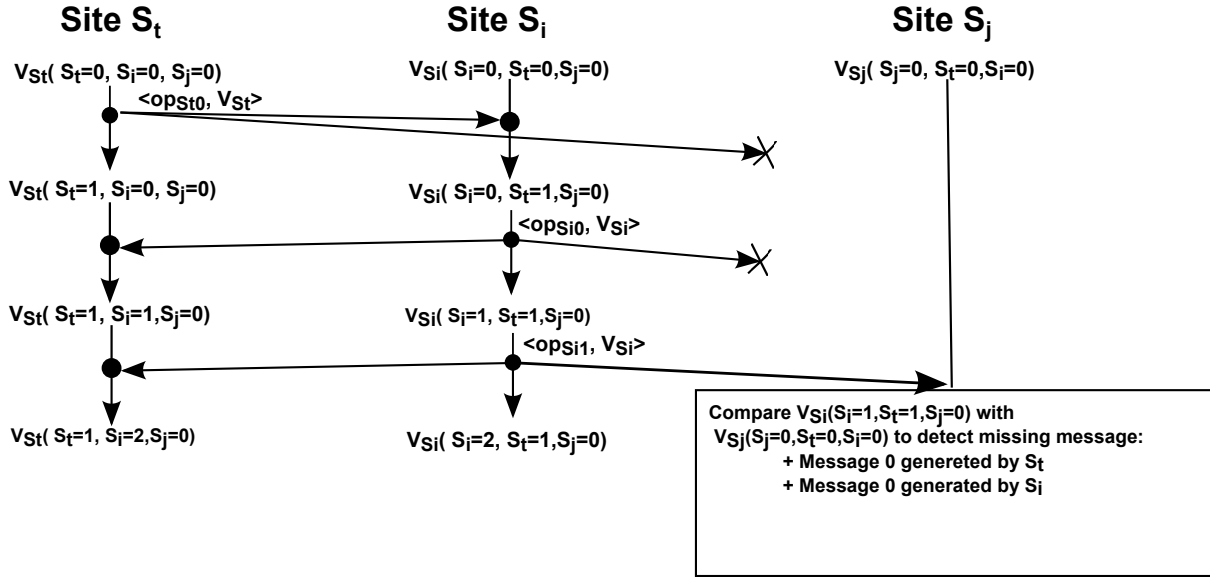 Site St Site Si Site Sj
VSt( St=0, Si=0, Sj=0) VSi( Si=0, St=0,Sj=0) VSj( Sj=0, St=0,Si=0)
<opSt0, VSt>
VSt( St=1, Si=0, Sj=0) VSi( Si=0, St=1,Sj=0)
<opSi0, VSi>
VSt( St=1, Si=1,Sj=0) VSi( Si=1, St=1,Sj=0)
<opSi1, VSi>
VSt( St=1, Si=2,Sj=0) VSi( Si=2, St=1,Sj=0)
Compare VSi(Si=1,St=1,Sj=0) with
VSj(Sj=0,St=0,Si=0) to detect missing message:
+ Message 0 genereted by St
+ Message 0 generated by Si